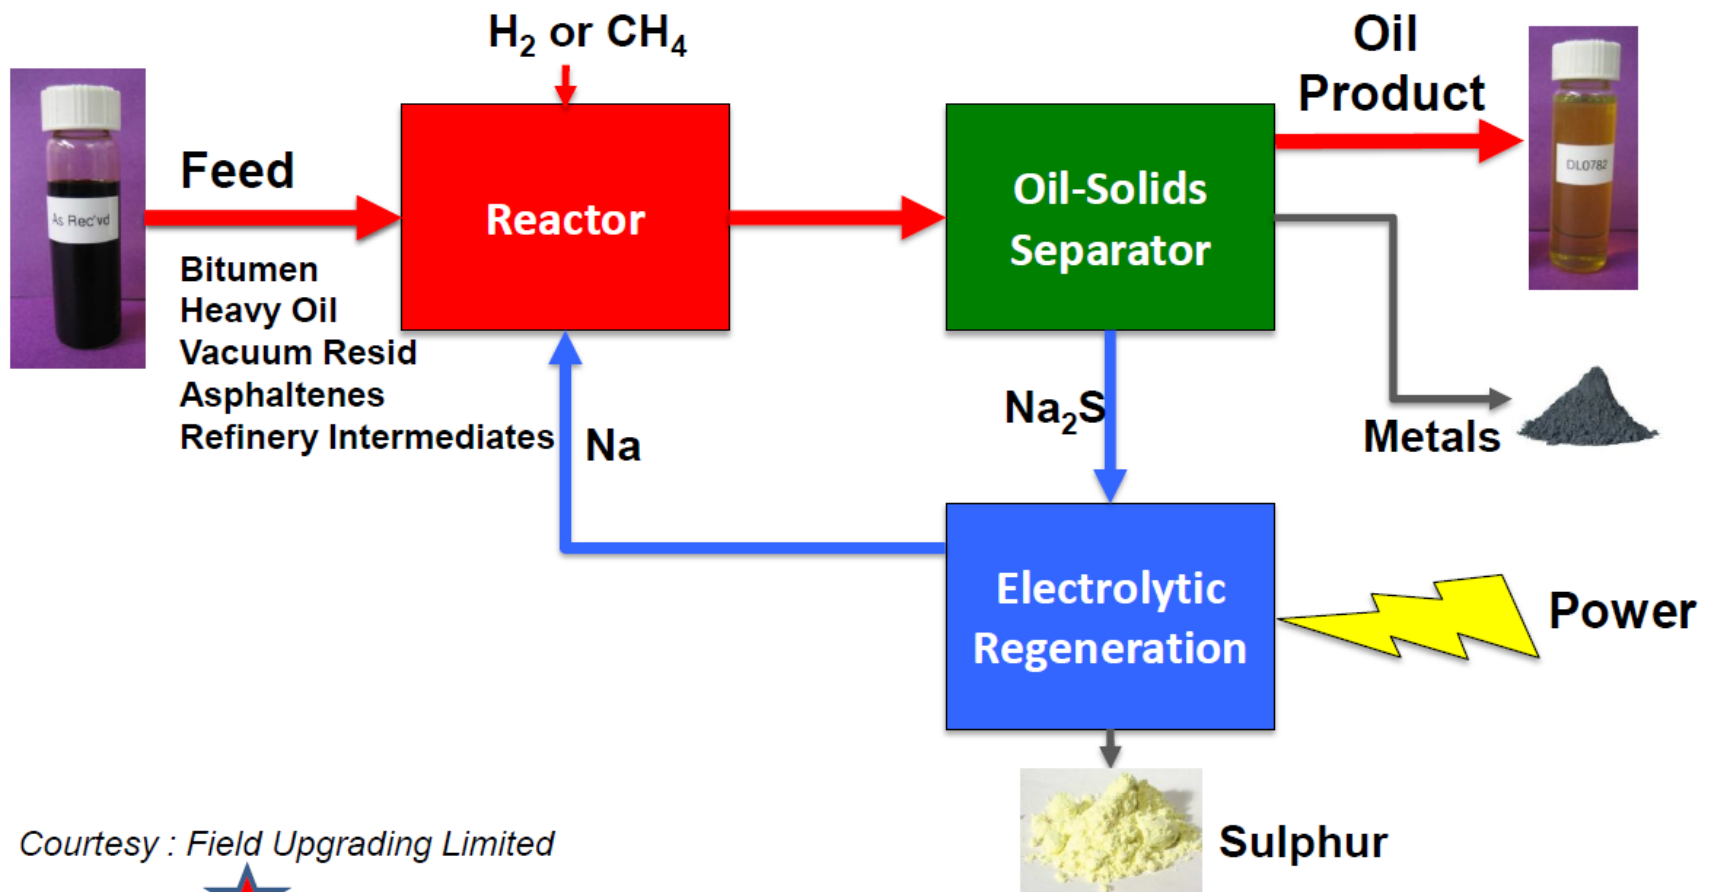 H₂ or CH₄
Oil
Product
Feed
As Rec'vd
Reactor
Oil-Solids
Separator
DL0782
Bitumen
Heavy Oil
Vacuum Resid
Asphaltenes
Refinery Intermediates
Na
Na₂S
Metals
Electrolytic
Regeneration
Power
Sulphur
Courtesy : Field Upgrading Limited